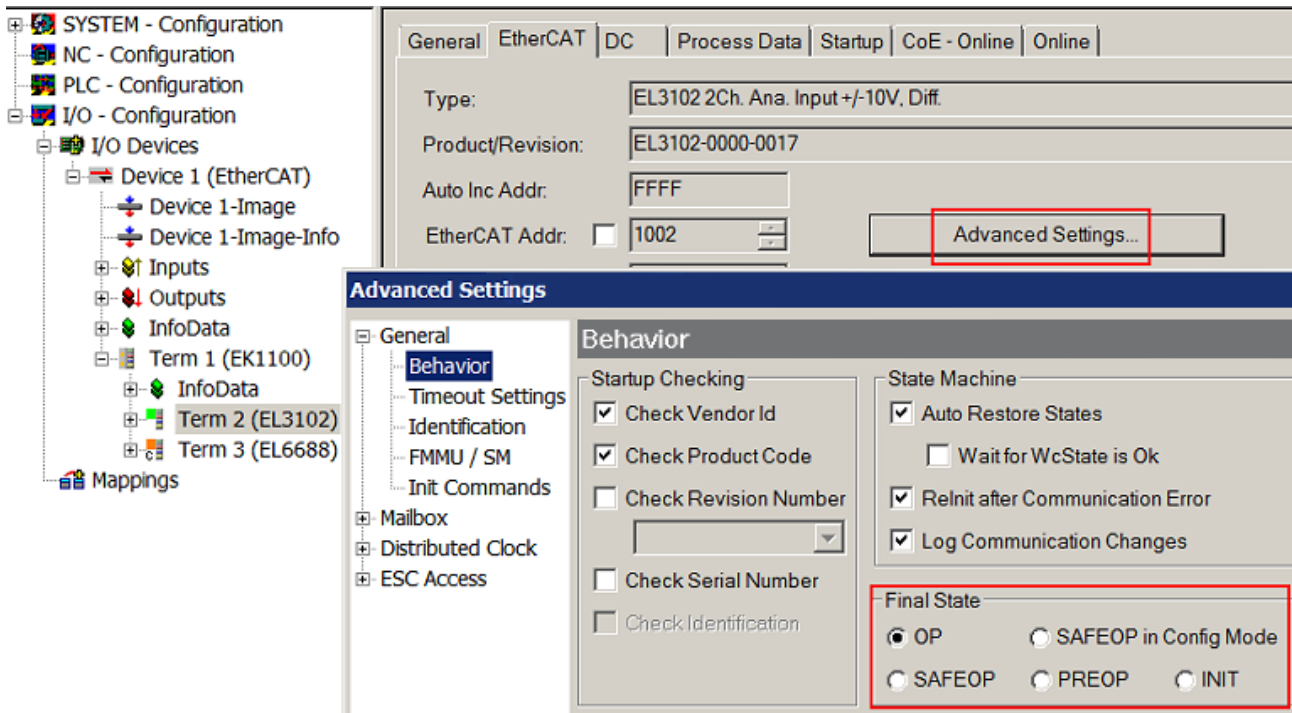 SYSTEM - Configuration
NC - Configuration
PLC - Configuration
I/O - Configuration
I/O Devices
Device 1 (EtherCAT)
Device 1-Image
Device 1-Image-Info
Inputs
Outputs
InfoData
Term 1 (EK1100)
InfoData
Term 2 (EL3102)
Term 3 (EL6688)
Mappings
General EtherCAT DC Process Data Startup CoE - Online Online
Type: EL3102 2Ch. Ana. Input +/-10V, Diff.
Product/Revision: EL3102-0000-0017
Auto Inc Addr: FFFF
EtherCAT Addr: 1002 Advanced Settings...
Advanced Settings
General
Behavior
Timeout Settings
Identification
FMMU / SM
Init Commands
Mailbox
Distributed Clock
ESC Access
Behavior
Startup Checking
Check Vendor Id
Check Product Code
Check Revision Number
Check Serial Number
Check Identification
State Machine
Auto Restore States
Wait for WcState is Ok
ReInit after Communication Error
Log Communication Changes
Final State
OP SAFEOP in Config Mode
SAFEOP PREOP INIT